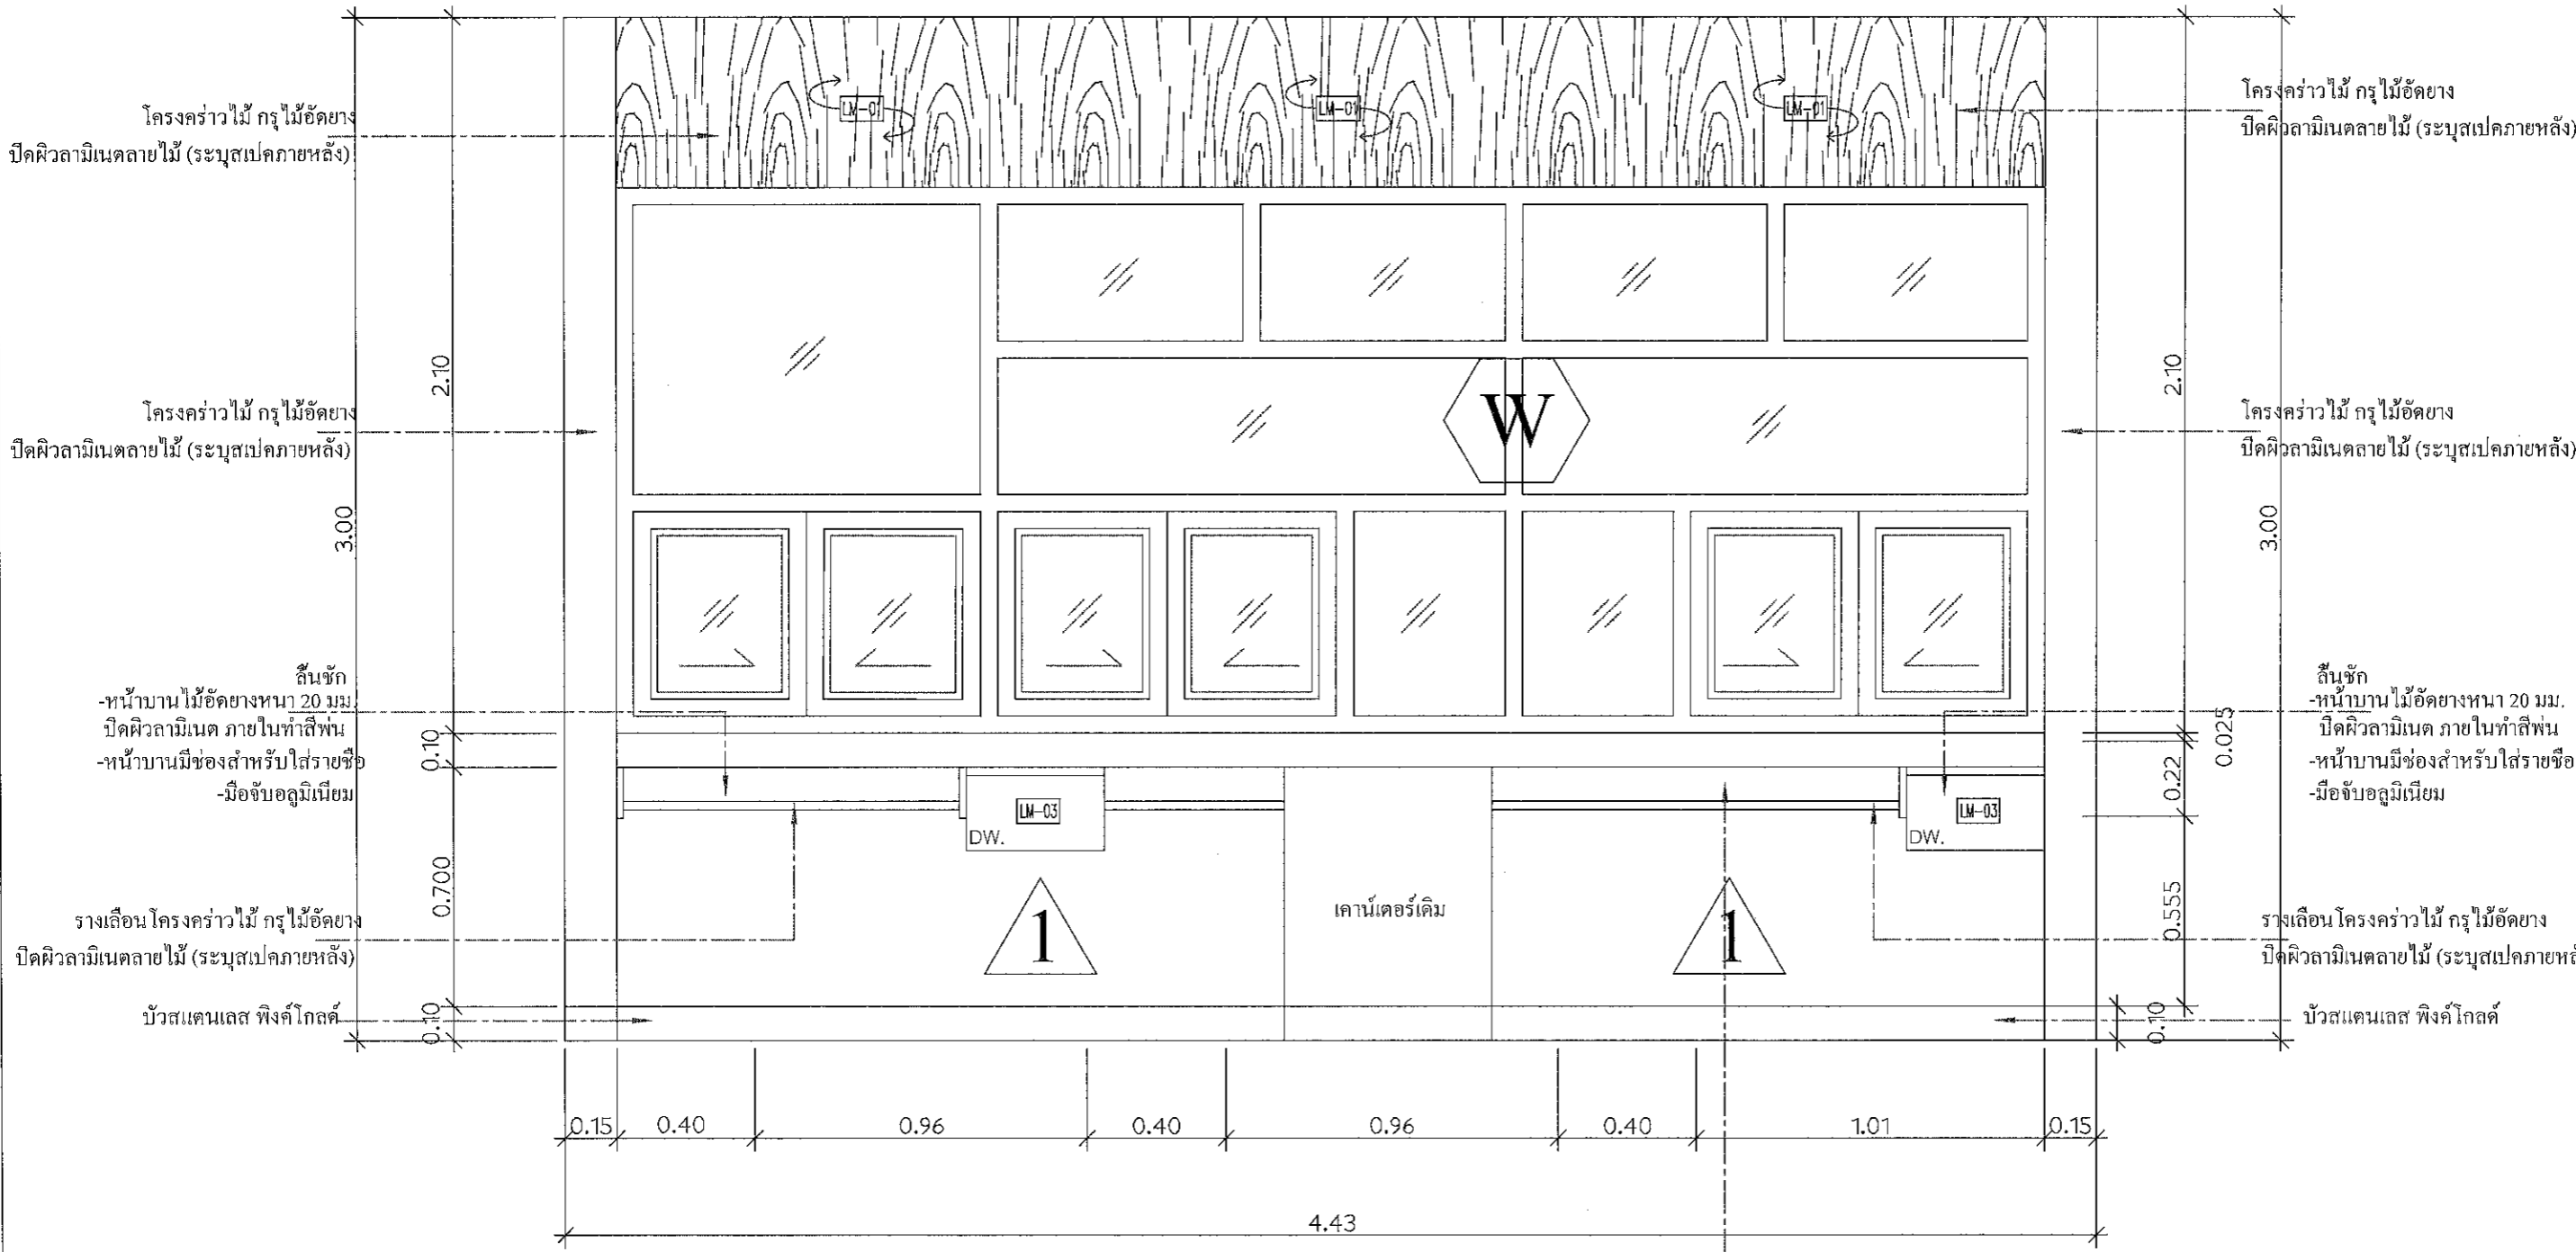 โครงคร่าวไม้ กรุไม้อัดยาง
ปิดผิวลามิเนตลายไม้ (ระบุสเปคภายหลัง)
โครงคร่าวไม้ กรุไม้อัดยาง
ปิดผิวลามิเนตลายไม้ (ระบุสเปคภายหลัง)
ลิ้นชัก
-หน้าบานไม้อัดยางหนา 20 มม.
ปิดผิวลามิเนต ภายในทำสีพ่น
-หน้าบานมีช่องสำหรับใส่รายชื่อ
-มือจับอลูมิเนียม
รางเลื่อน โครงคร่าวไม้ กรุไม้อัดยาง
ปิดผิวลามิเนตลายไม้ (ระบุสเปคภายหลัง)
บัวสแตนเลส พิงค์โกลด์
3.00
2.10
0.10
0.700
0.10
LM-01
LM-01
LM-01
W
LM-03
DW.
1
เคาน์เตอร์เดิม
1
LM-03
DW.
2.10
0.025
0.22
0.555
0.10
3.00
โครงคร่าวไม้ กรุไม้อัดยาง
ปิดผิวลามิเนตลายไม้ (ระบุสเปคภายหลัง)
โครงคร่าวไม้ กรุไม้อัดยาง
ปิดผิวลามิเนตลายไม้ (ระบุสเปคภายหลัง)
ลิ้นชัก
-หน้าบานไม้อัดยางหนา 20 มม.
ปิดผิวลามิเนต ภายในทำสีพ่น
-หน้าบานมีช่องสำหรับใส่รายชื่อ
-มือจับอลูมิเนียม
รางเลื่อน โครงคร่าวไม้ กรุไม้อัดยาง
ปิดผิวลามิเนตลายไม้ (ระบุสเปคภายหลั
บัวสแตนเลส พิงค์โกลด์
0.15 0.40 0.96 0.40 0.96 0.40 1.01 0.15
4.43